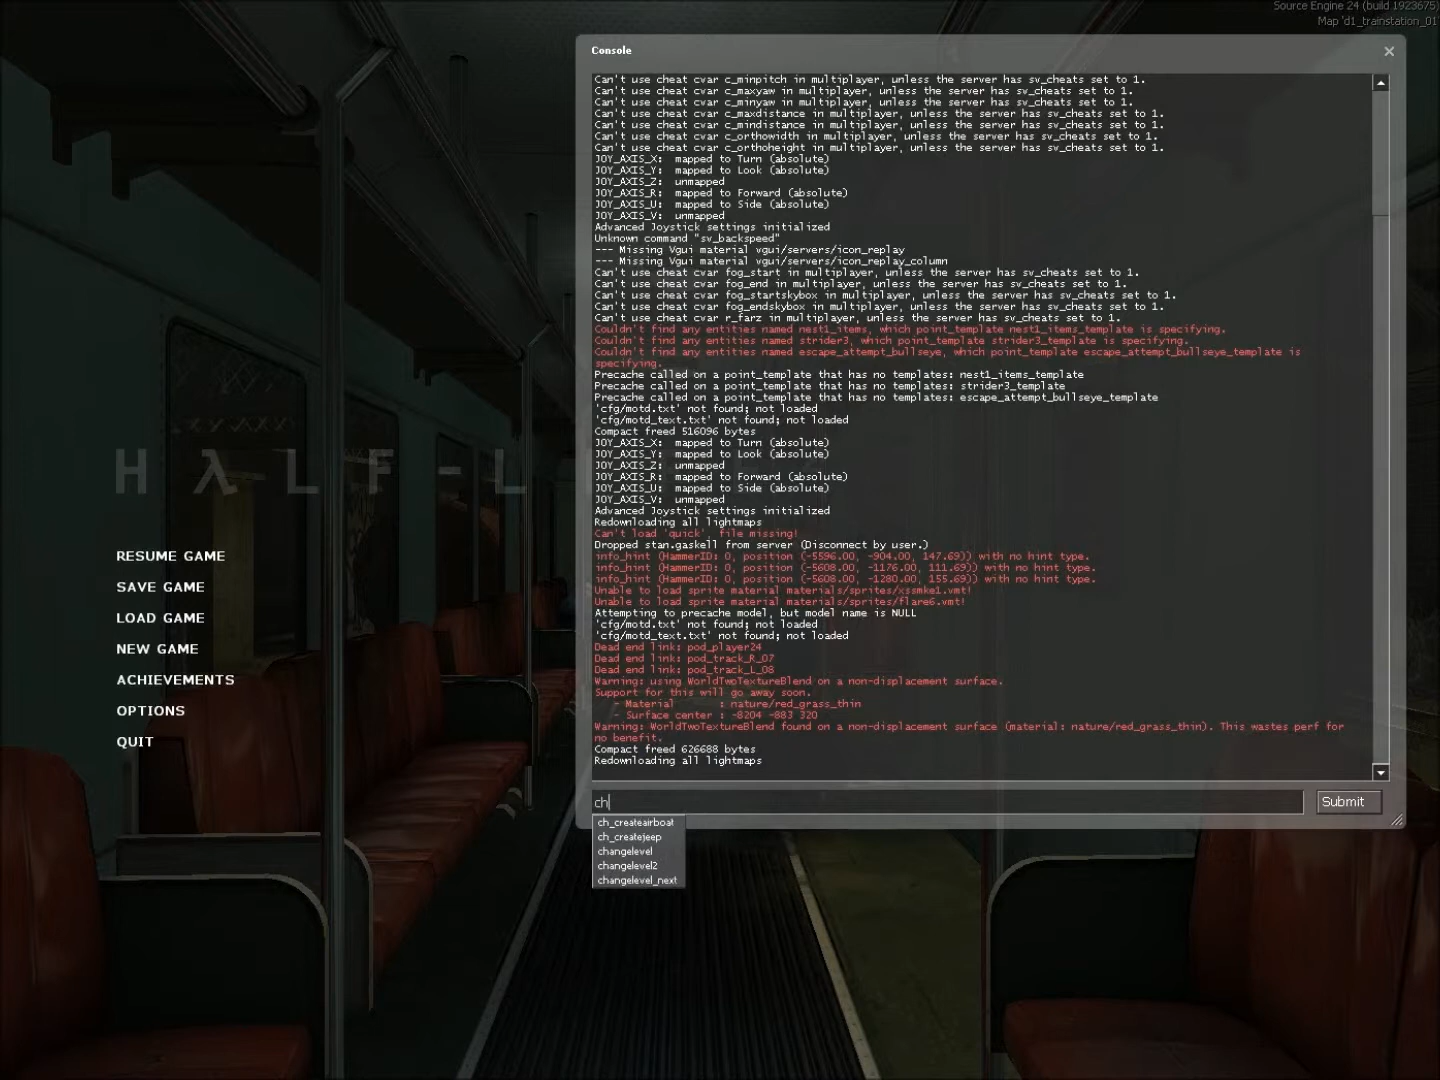 Source Engine 24 (build 1923675)
Map 'd1_trainstation_01'
Console
Can't use cheat cvar c_minpitch in multiplayer, unless the server has sv_cheats set to 1.
Can't use cheat cvar c_maxyaw in multiplayer, unless the server has sv_cheats set to 1.
Can't use cheat cvar c_minyaw in multiplayer, unless the server has sv_cheats set to 1.
Can't use cheat cvar c_maxdistance in multiplayer, unless the server has sv_cheats set to 1.
Can't use cheat cvar c_mindistance in multiplayer, unless the server has sv_cheats set to 1.
Can't use cheat cvar c_orthowidth in multiplayer, unless the server has sv_cheats set to 1.
Can't use cheat cvar c_orthoheight in multiplayer, unless the server has sv_cheats set to 1.
JOY_AXIS_X:  mapped to Turn (absolute)
JOY_AXIS_Y:  mapped to Look (absolute)
JOY_AXIS_Z:  unmapped
JOY_AXIS_R:  mapped to Forward (absolute)
JOY_AXIS_U:  mapped to Side (absolute)
JOY_AXIS_V:  unmapped
Advanced Joystick settings initialized
Unknown command "sv_backspeed"
--- Missing Vgui material vgui/servers/icon_replay
--- Missing Vgui material vgui/servers/icon_replay_column
Can't use cheat cvar fog_start in multiplayer, unless the server has sv_cheats set to 1.
Can't use cheat cvar fog_end in multiplayer, unless the server has sv_cheats set to 1.
Can't use cheat cvar fog_startskybox in multiplayer, unless the server has sv_cheats set to 1.
Can't use cheat cvar fog_endskybox in multiplayer, unless the server has sv_cheats set to 1.
Can't use cheat cvar r_farz in multiplayer, unless the server has sv_cheats set to 1.
Couldn't find any entities named nest1_items, which point_template nest1_items_template is specifying.
Couldn't find any entities named strider3, which point_template strider3_template is specifying.
Couldn't find any entities named escape_attempt_bullseye, which point_template escape_attempt_bullseye_template is
specifying.
Precache called on a point_template that has no templates: nest1_items_template
Precache called on a point_template that has no templates: strider3_template
Precache called on a point_template that has no templates: escape_attempt_bullseye_template
'cfg/motd.txt' not found; not loaded
'cfg/motd_text.txt' not found; not loaded
Compact freed 516096 bytes
JOY_AXIS_X:  mapped to Turn (absolute)
JOY_AXIS_Y:  mapped to Look (absolute)
JOY_AXIS_Z:  unmapped
JOY_AXIS_R:  mapped to Forward (absolute)
JOY_AXIS_U:  mapped to Side (absolute)
JOY_AXIS_V:  unmapped
Advanced Joystick settings initialized
Redownloading all lightmaps
Can't load 'quick', file missing!
Dropped stan.gaskell from server (Disconnect by user.)
info_hint (HammerID: 0, position (-5596.00, -904.00, 147.69)) with no hint type.
info_hint (HammerID: 0, position (-5608.00, -1176.00, 111.69)) with no hint type.
info_hint (HammerID: 0, position (-5608.00, -1280.00, 155.69)) with no hint type.
Unable to load sprite material materials/sprites/xssmke1.vmt!
Unable to load sprite material materials/sprites/flare6.vmt!
Attempting to precache model, but model name is NULL
'cfg/motd.txt' not found; not loaded
'cfg/motd_text.txt' not found; not loaded
Dead end link: pod_player24
Dead end link: pod_track_R_07
Dead end link: pod_track_L_08
Warning: using WorldTwoTextureBlend on a non-displacement surface.
Support for this will go away soon.
- Material : nature/red_grass_thin
- Surface center : -8204 -883 320
Warning: WorldTwoTextureBlend found on a non-displacement surface (material: nature/red_grass_thin). This wastes perf for
no benefit.
Compact freed 626688 bytes
Redownloading all lightmaps
ch
Submit
ch_createairboat
ch_createjeep
changelevel
changelevel2
changelevel_next
HλLF-L
RESUME GAME
SAVE GAME
LOAD GAME
NEW GAME
ACHIEVEMENTS
OPTIONS
QUIT